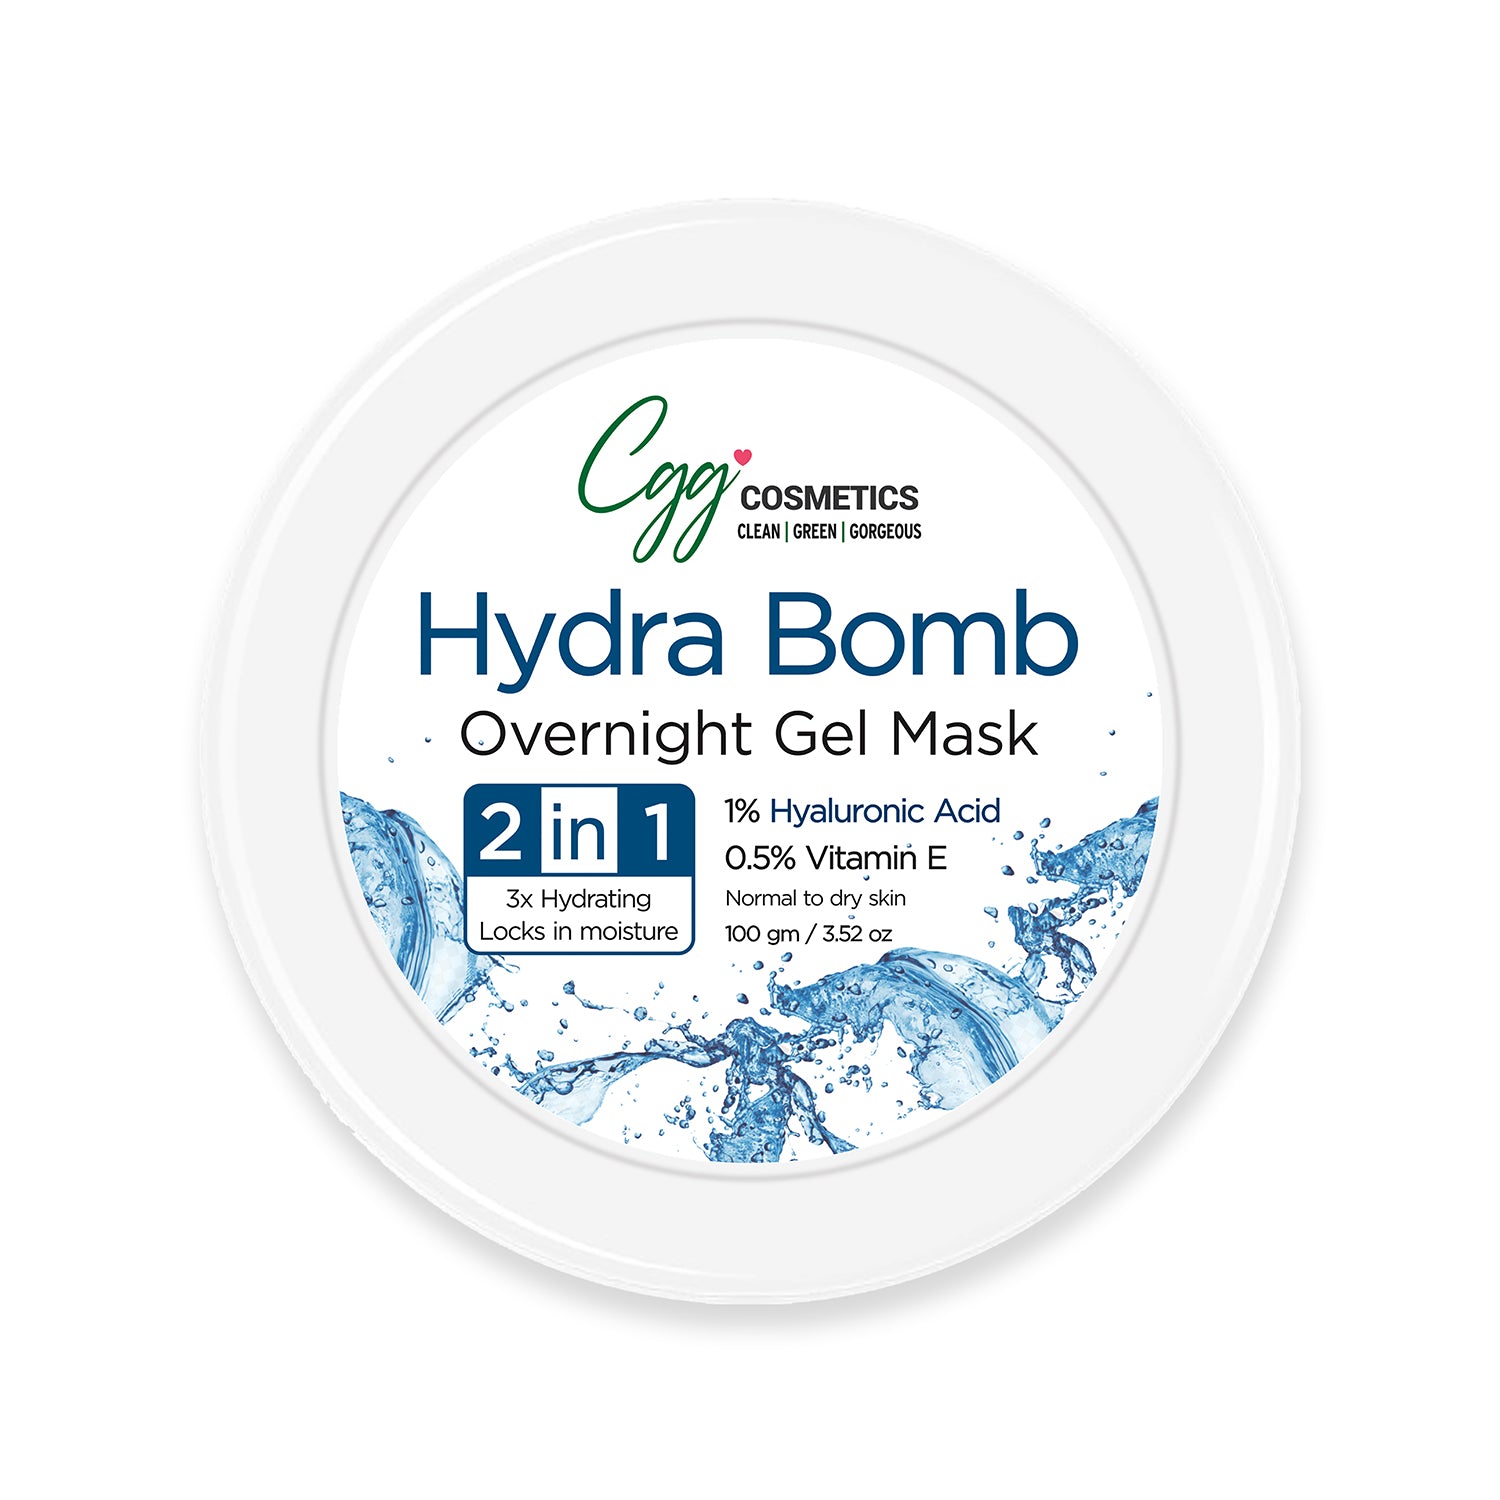 Cgg COSMETICS
CLEAN | GREEN | GORGEOUS
Hydra Bomb
Overnight Gel Mask
2 in 1
3x Hydrating
Locks in moisture
1% Hyaluronic Acid
0.5% Vitamin E
Normal to dry skin
100 gm / 3.52 oz